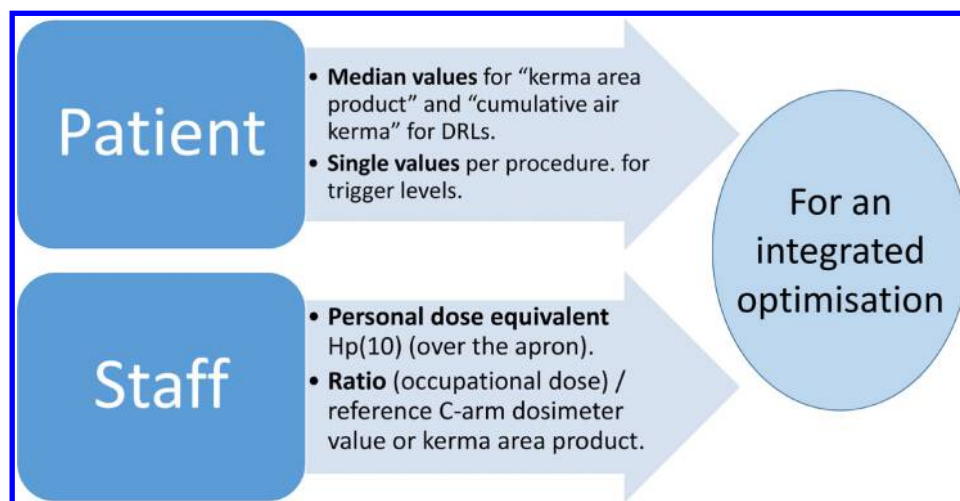 Patient
• Median values for “kerma area
product” and “cumulative air
kerma” for DRLs.
• Single values per procedure. for
trigger levels.
Staff
• Personal dose equivalent
Hp(10) (over the apron).
• Ratio (occupational dose) /
reference C-arm dosimeter
value or kerma area product.
For an
integrated
optimisation